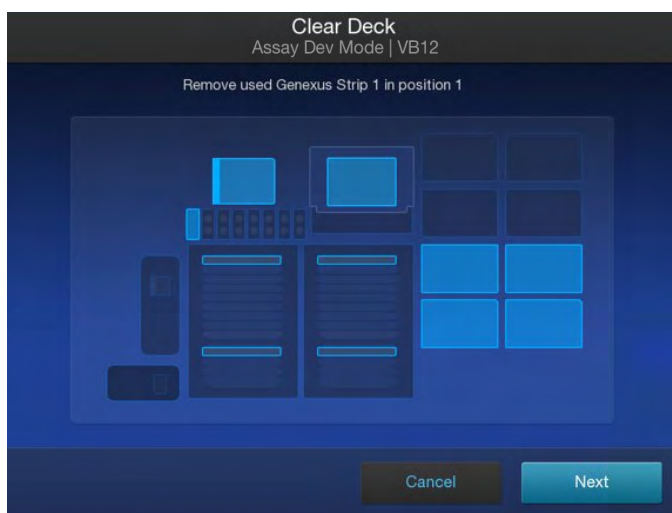 Clear Deck
Assay Dev Mode | VB12
Remove used Genexus Strip 1 in position 1
Cancel
Next